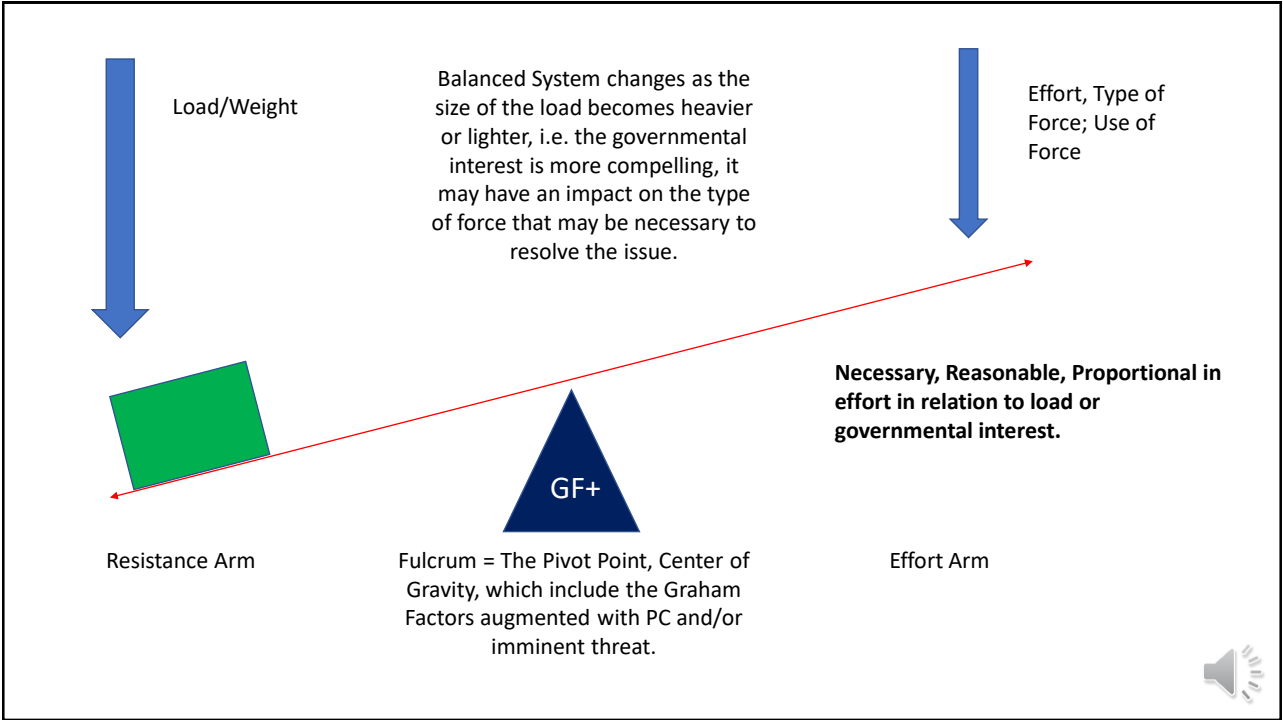 Load/Weight
Balanced System changes as the
size of the load becomes heavier
or lighter, i.e. the governmental
interest is more compelling, it
may have an impact on the type
of force that may be necessary to
resolve the issue.
Effort, Type of
Force; Use of
Force
Necessary, Reasonable, Proportional in
effort in relation to load or
governmental interest.
GF+
Resistance Arm
Fulcrum = The Pivot Point, Center of
Gravity, which include the Graham
Factors augmented with PC and/or
imminent threat.
Effort Arm